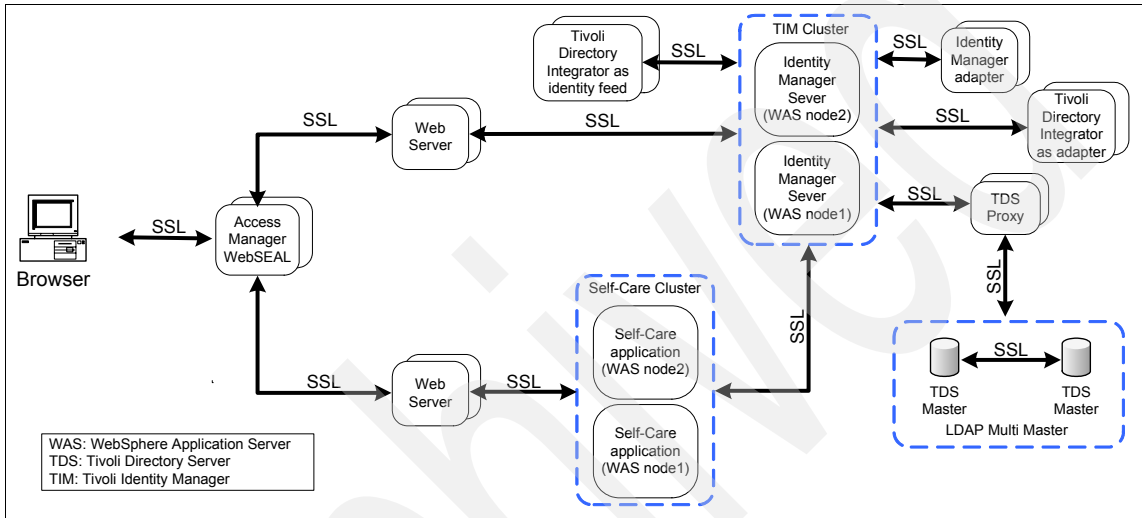 TIM Cluster
Tivoli
Directory
Integrator as
identity feed
SSL
Identity
Manager
Sever
(WAS node2)
SSL
Identity
Manager
adapter
SSL
Web
Server
SSL
SSL
Tivoli
Directory
Integrator
as adapter
Identity
Manager
Sever
(WAS node1)
SSL
TDS
Proxy
Browser
SSL
Access
Manager
WebSEAL
SSL
SSL
Self-Care Cluster
SSL
Web
Server
SSL
Self-Care
application
(WAS node2)
Self-Care
application
(WAS node1)
SSL
TDS
Master
TDS
Master
LDAP Multi Master
WAS: WebSphere Application Server
TDS: Tivoli Directory Server
TIM: Tivoli Identity Manager